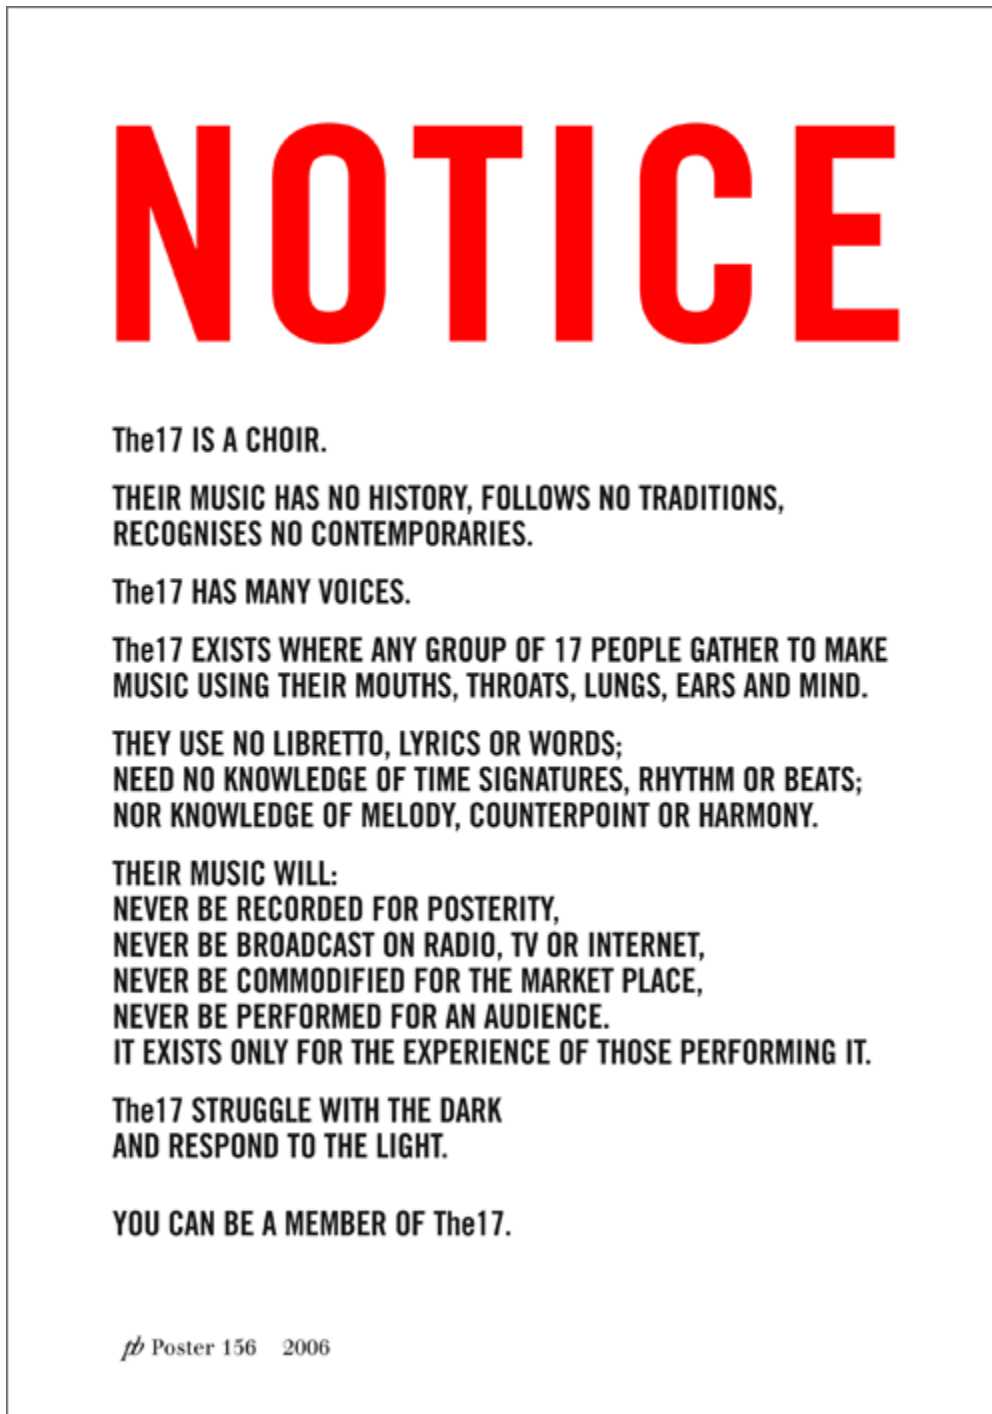 NOTICE
The17 IS A CHOIR.
THEIR MUSIC HAS NO HISTORY, FOLLOWS NO TRADITIONS,
RECOGNISES NO CONTEMPORARIES.
The17 HAS MANY VOICES.
The17 EXISTS WHERE ANY GROUP OF 17 PEOPLE GATHER TO MAKE
MUSIC USING THEIR MOUTHS, THROATS, LUNGS, EARS AND MIND.
THEY USE NO LIBRETTO, LYRICS OR WORDS;
NEED NO KNOWLEDGE OF TIME SIGNATURES, RHYTHM OR BEATS;
NOR KNOWLEDGE OF MELODY, COUNTERPOINT OR HARMONY.
THEIR MUSIC WILL:
NEVER BE RECORDED FOR POSTERITY,
NEVER BE BROADCAST ON RADIO, TV OR INTERNET,
NEVER BE COMMODIFIED FOR THE MARKET PLACE,
NEVER BE PERFORMED FOR AN AUDIENCE.
IT EXISTS ONLY FOR THE EXPERIENCE OF THOSE PERFORMING IT.
The17 STRUGGLE WITH THE DARK
AND RESPOND TO THE LIGHT.
YOU CAN BE A MEMBER OF The17.
pb Poster 156 2006